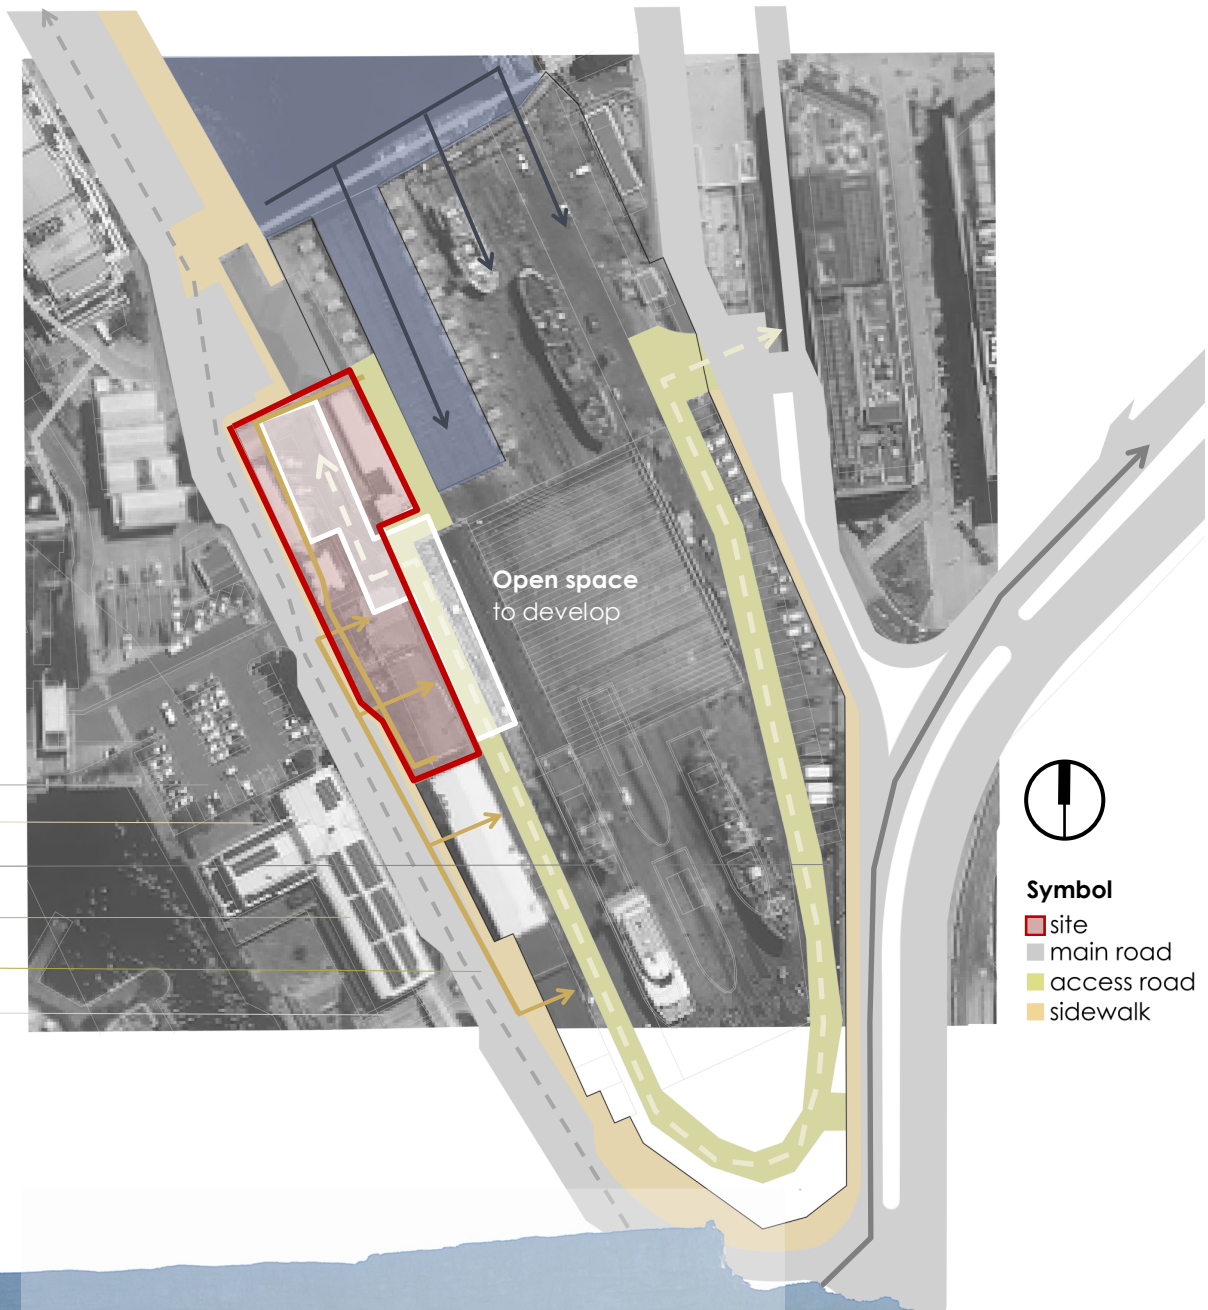 Open space
to develop
Symbol
site
main road
access road
sidewalk